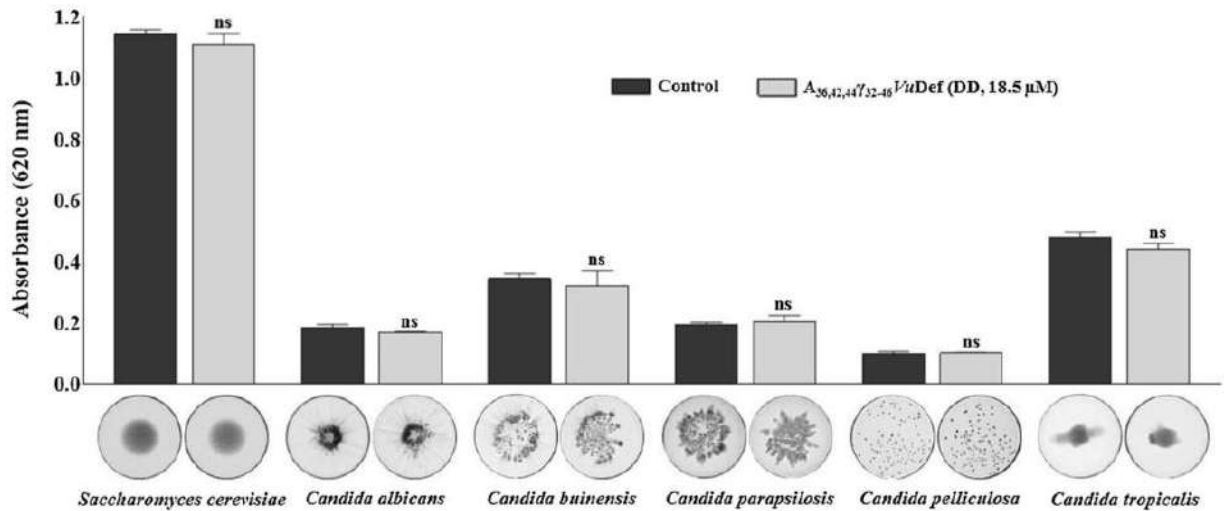 1.2
1.0
0.8
0.6
0.4
0.2
0.0
Absorbance (620 nm)
ns
ns
ns
ns
ns
ns
Control
A₃₆,₄₂,₄₄γ₃₂₋₄₆VuDef (DD, 18.5 μM)
Saccharomyces cerevisiae
Candida albicans
Candida buinensis
Candida parapsilosis
Candida pelliculosa
Candida tropicalis